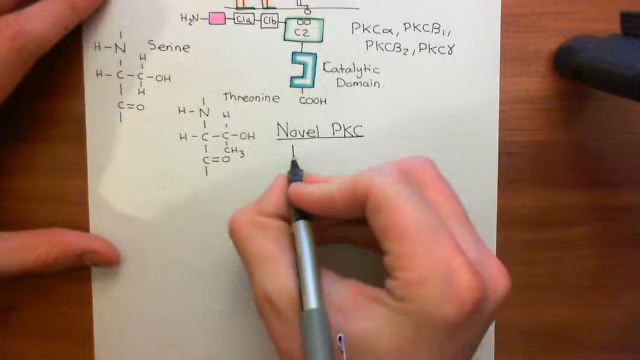 H₂N C1a C1b C2
PKCα, PKCβ₁,
PKCβ₂, PKCγ
Catalytic
Domain.
COOH
H-N Serine
H
H-C-C-OH
H
C=O
Threonine
H-N H
H-C-C-OH
CH₃
C=O
Novel PKC